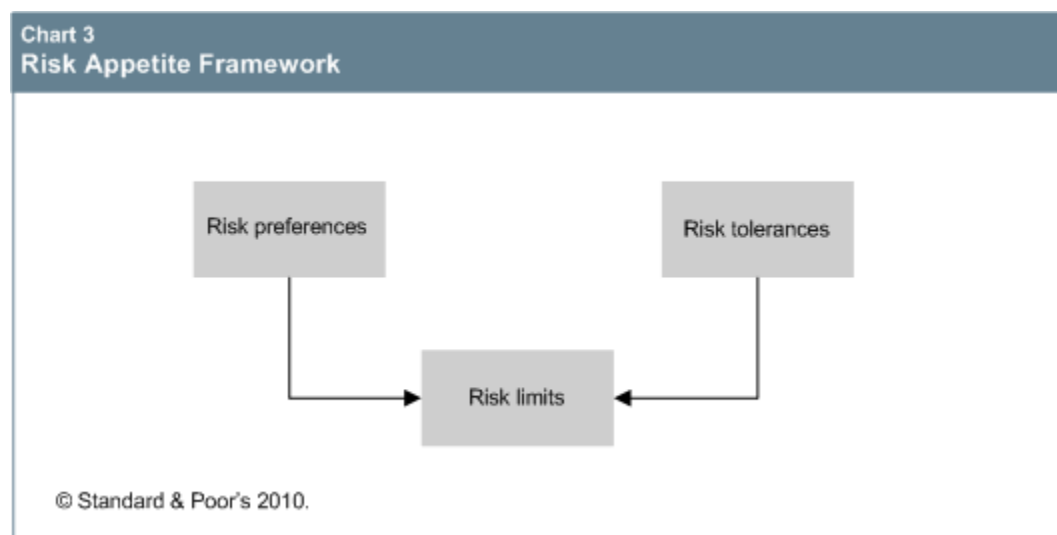 Chart 3
Risk Appetite Framework
Risk preferences
Risk tolerances
Risk limits
© Standard & Poor's 2010.